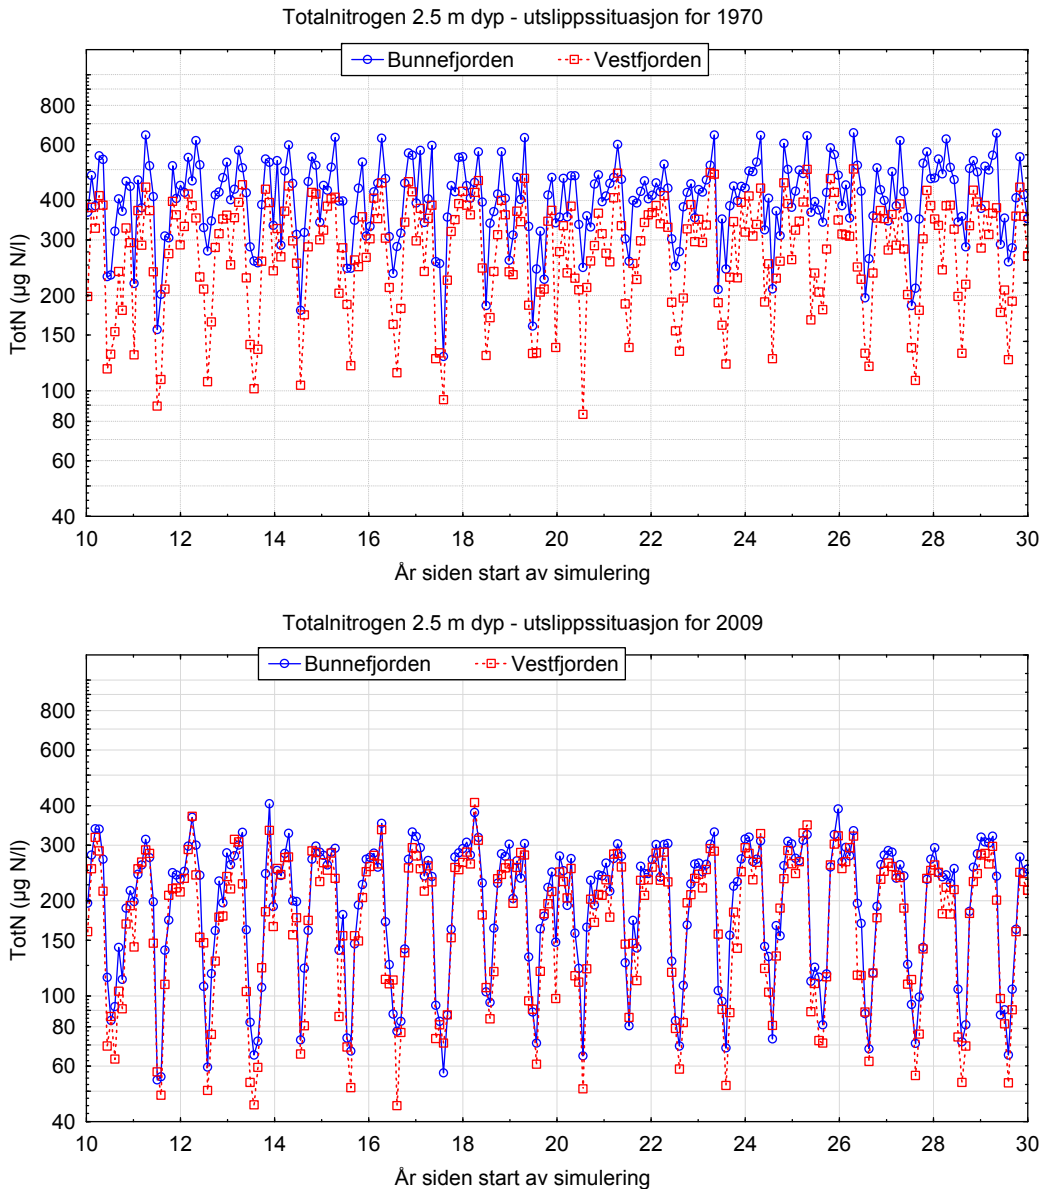 Totalnitrogen 2.5 m dyp - utslippssituasjon for 1970
Bunnefjorden Vestfjorden
TotN (µg N/l)
800
600
400
300
200
150
100
80
60
40
10 12 14 16 18 20 22 24 26 28 30
År siden start av simulering
Totalnitrogen 2.5 m dyp - utslippssituasjon for 2009
Bunnefjorden Vestfjorden
TotN (µg N/l)
800
600
400
300
200
150
100
80
60
40
10 12 14 16 18 20 22 24 26 28 30
År siden start av simulering